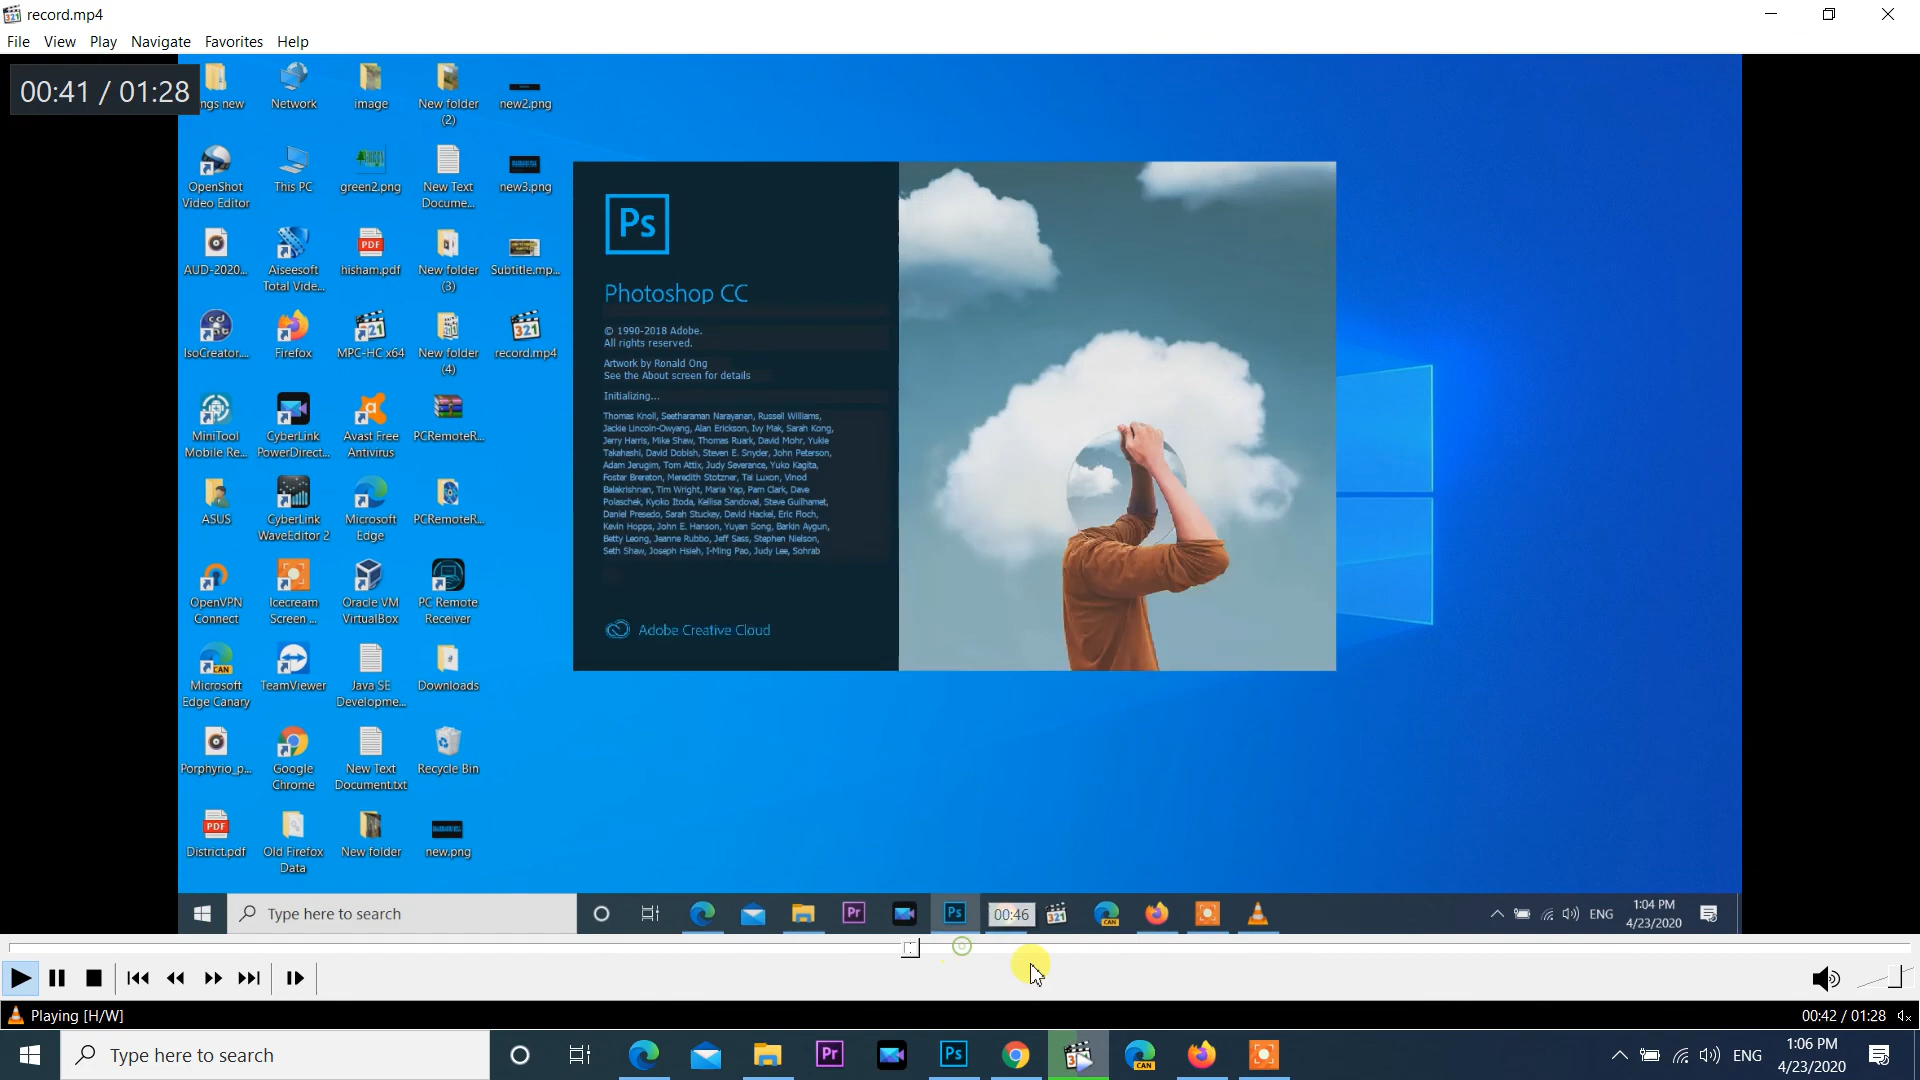 record.mp4
File View Play Navigate Favorites Help
00:41 / 01:28
ngs new
Network
image
New folder
(2)
new2.png
OpenShot
Video Editor
This PC
green2.png
New Text
Docume...
new3.png
AUD-2020...
Aiseesoft
Total Vide...
PDF
hisham.pdf
New folder
(3)
Subtitle.mp...
IsoCreator....
Firefox
321
MPC-HC x64
New folder
(4)
321
record.mp4
MiniTool
Mobile Re...
CyberLink
PowerDirect...
Avast Free
Antivirus
PCRemoteR...
ASUS
CyberLink
WaveEditor 2
Microsoft
Edge
PCRemoteR...
OpenVPN
Connect
Icecream
Screen ...
Oracle VM
VirtualBox
PC Remote
Receiver
CAN
Microsoft
Edge Canary
TeamViewer
Java SE
Developme...
Downloads
Porphyrio_p...
Google
Chrome
New Text
Document.txt
Recycle Bin
PDF
District.pdf
Old Firefox
Data
New folder
new.png
Ps
Photoshop CC
© 1990-2018 Adobe.
All rights reserved.
Artwork by Ronald Ong
See the About screen for details
Initializing...
Thomas Knoll, Seetharaman Narayanan, Russell Williams,
Jackie Lincoln-Owyang, Alan Erickson, Ivy Mak, Sarah Kong,
Jerry Harris, Mike Shaw, Thomas Ruark, David Mohr, Yukie
Takahashi, David Dobish, Steven E. Snyder, John Peterson,
Adam Jerugim, Tom Attix, Judy Severance, Yuko Kagita,
Foster Brereton, Meredith Stotzner, Tai Luxon, Vinod
Balakrishnan, Tim Wright, Maria Yap, Pam Clark, Dave
Polaschek, Kyoko Itoda, Kellisa Sandoval, Steve Guilhamet,
Daniel Presedo, Sarah Stuckey, David Hackel, Eric Floch,
Kevin Hopps, John E. Hanson, Yuyan Song, Barkin Aygun,
Betty Leong, Jeanne Rubbo, Jeff Sass, Stephen Nielson,
Seth Shaw, Joseph Hsieh, I-Ming Pao, Judy Lee, Sohrab
Adobe Creative Cloud
Type here to search
Pr
Ps
00:46
321
CAN
ENG
1:04 PM
4/23/2020
Playing [H/W]
00:42 / 01:28
Type here to search
Pr
Ps
321
CAN
ENG
1:06 PM
4/23/2020